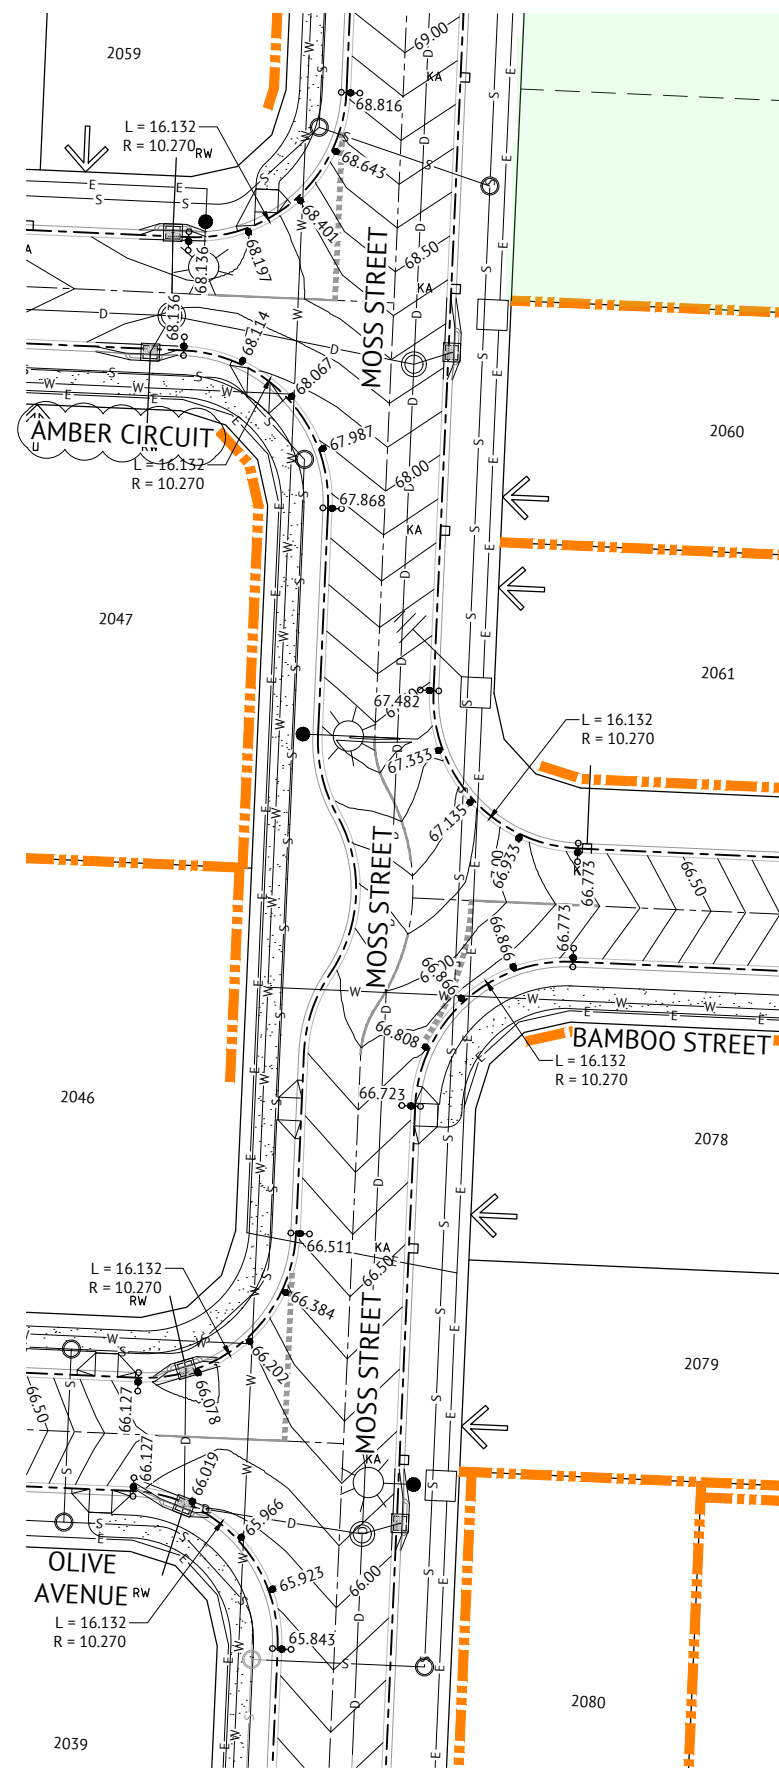 69.00
2059
KA
68.816
L = 16.132
R = 10.270
RW
68.643
68.401
68.197
68.136
MOSS STREET
68.50
KA
68.136
68.114
68.067
AMBER CIRCUIT
RW
L = 16.132
R = 10.270
67.987
68.00
2060
67.868
KA
2047
2061
67.482
L = 16.132
R = 10.270
67.333
67.135
66.933
66.773
MOSS STREET
66.50
66.773
66.866
66.866
66.808
BAMBOO STREET
L = 16.132
R = 10.270
66.723
2046
2078
66.511
KA
66.50
L = 16.132
R = 10.270
RW
66.384
66.202
MOSS STREET
2079
66.078
66.127
66.50
KA
66.127
66.019
65.966
OLIVE
AVENUE
RW
65.923
66.00
L = 16.132
R = 10.270
65.843
2080
2039